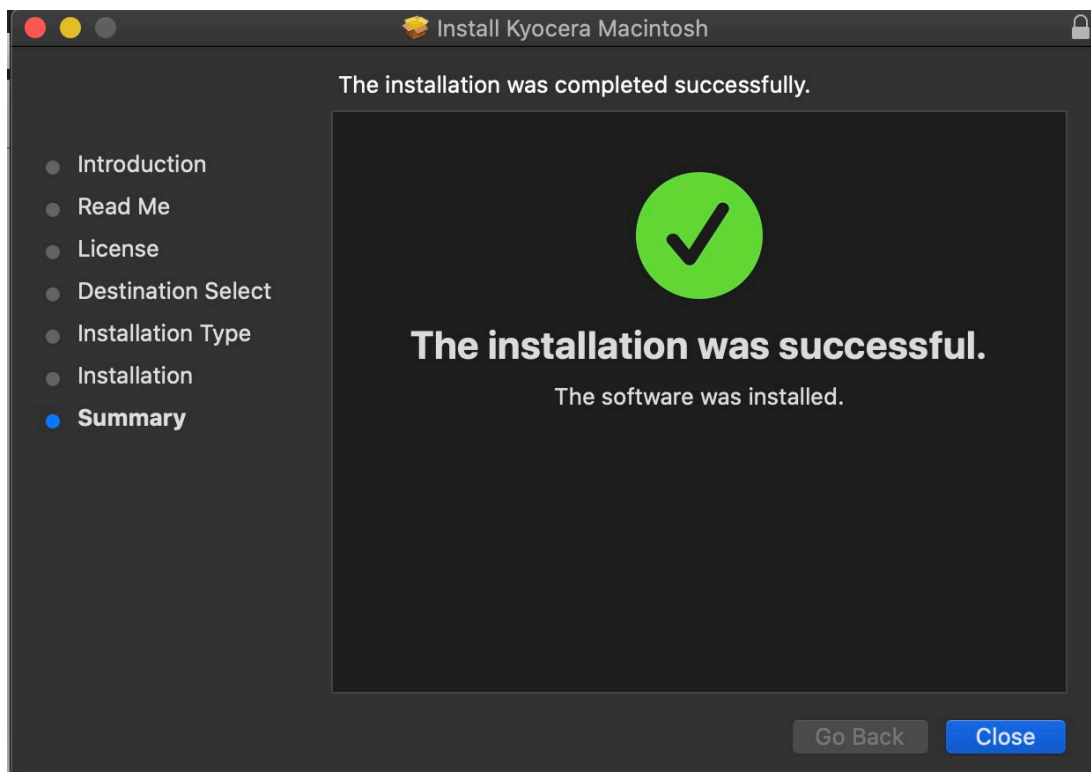 Install Kyocera Macintosh
The installation was completed successfully.
Introduction
Read Me
License
Destination Select
Installation Type
Installation
Summary
The installation was successful.
The software was installed.
Go Back
Close